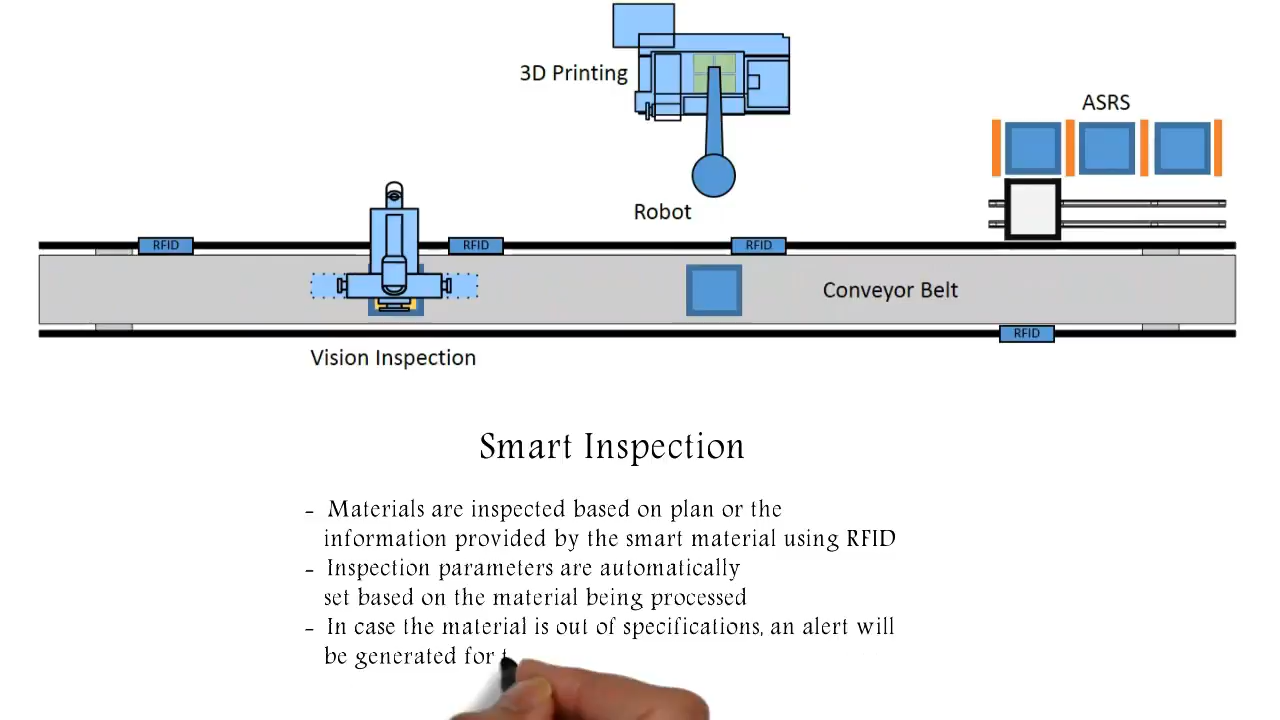 3D Printing
ASRS
Robot
RFID
RFID
RFID
Conveyor Belt
RFID
Vision Inspection
Smart Inspection
- Materials are inspected based on plan or the
information provided by the smart material using RFID
- Inspection parameters are automatically
set based on the material being processed
- In case the material is out of specifications, an alert will
be generated for t